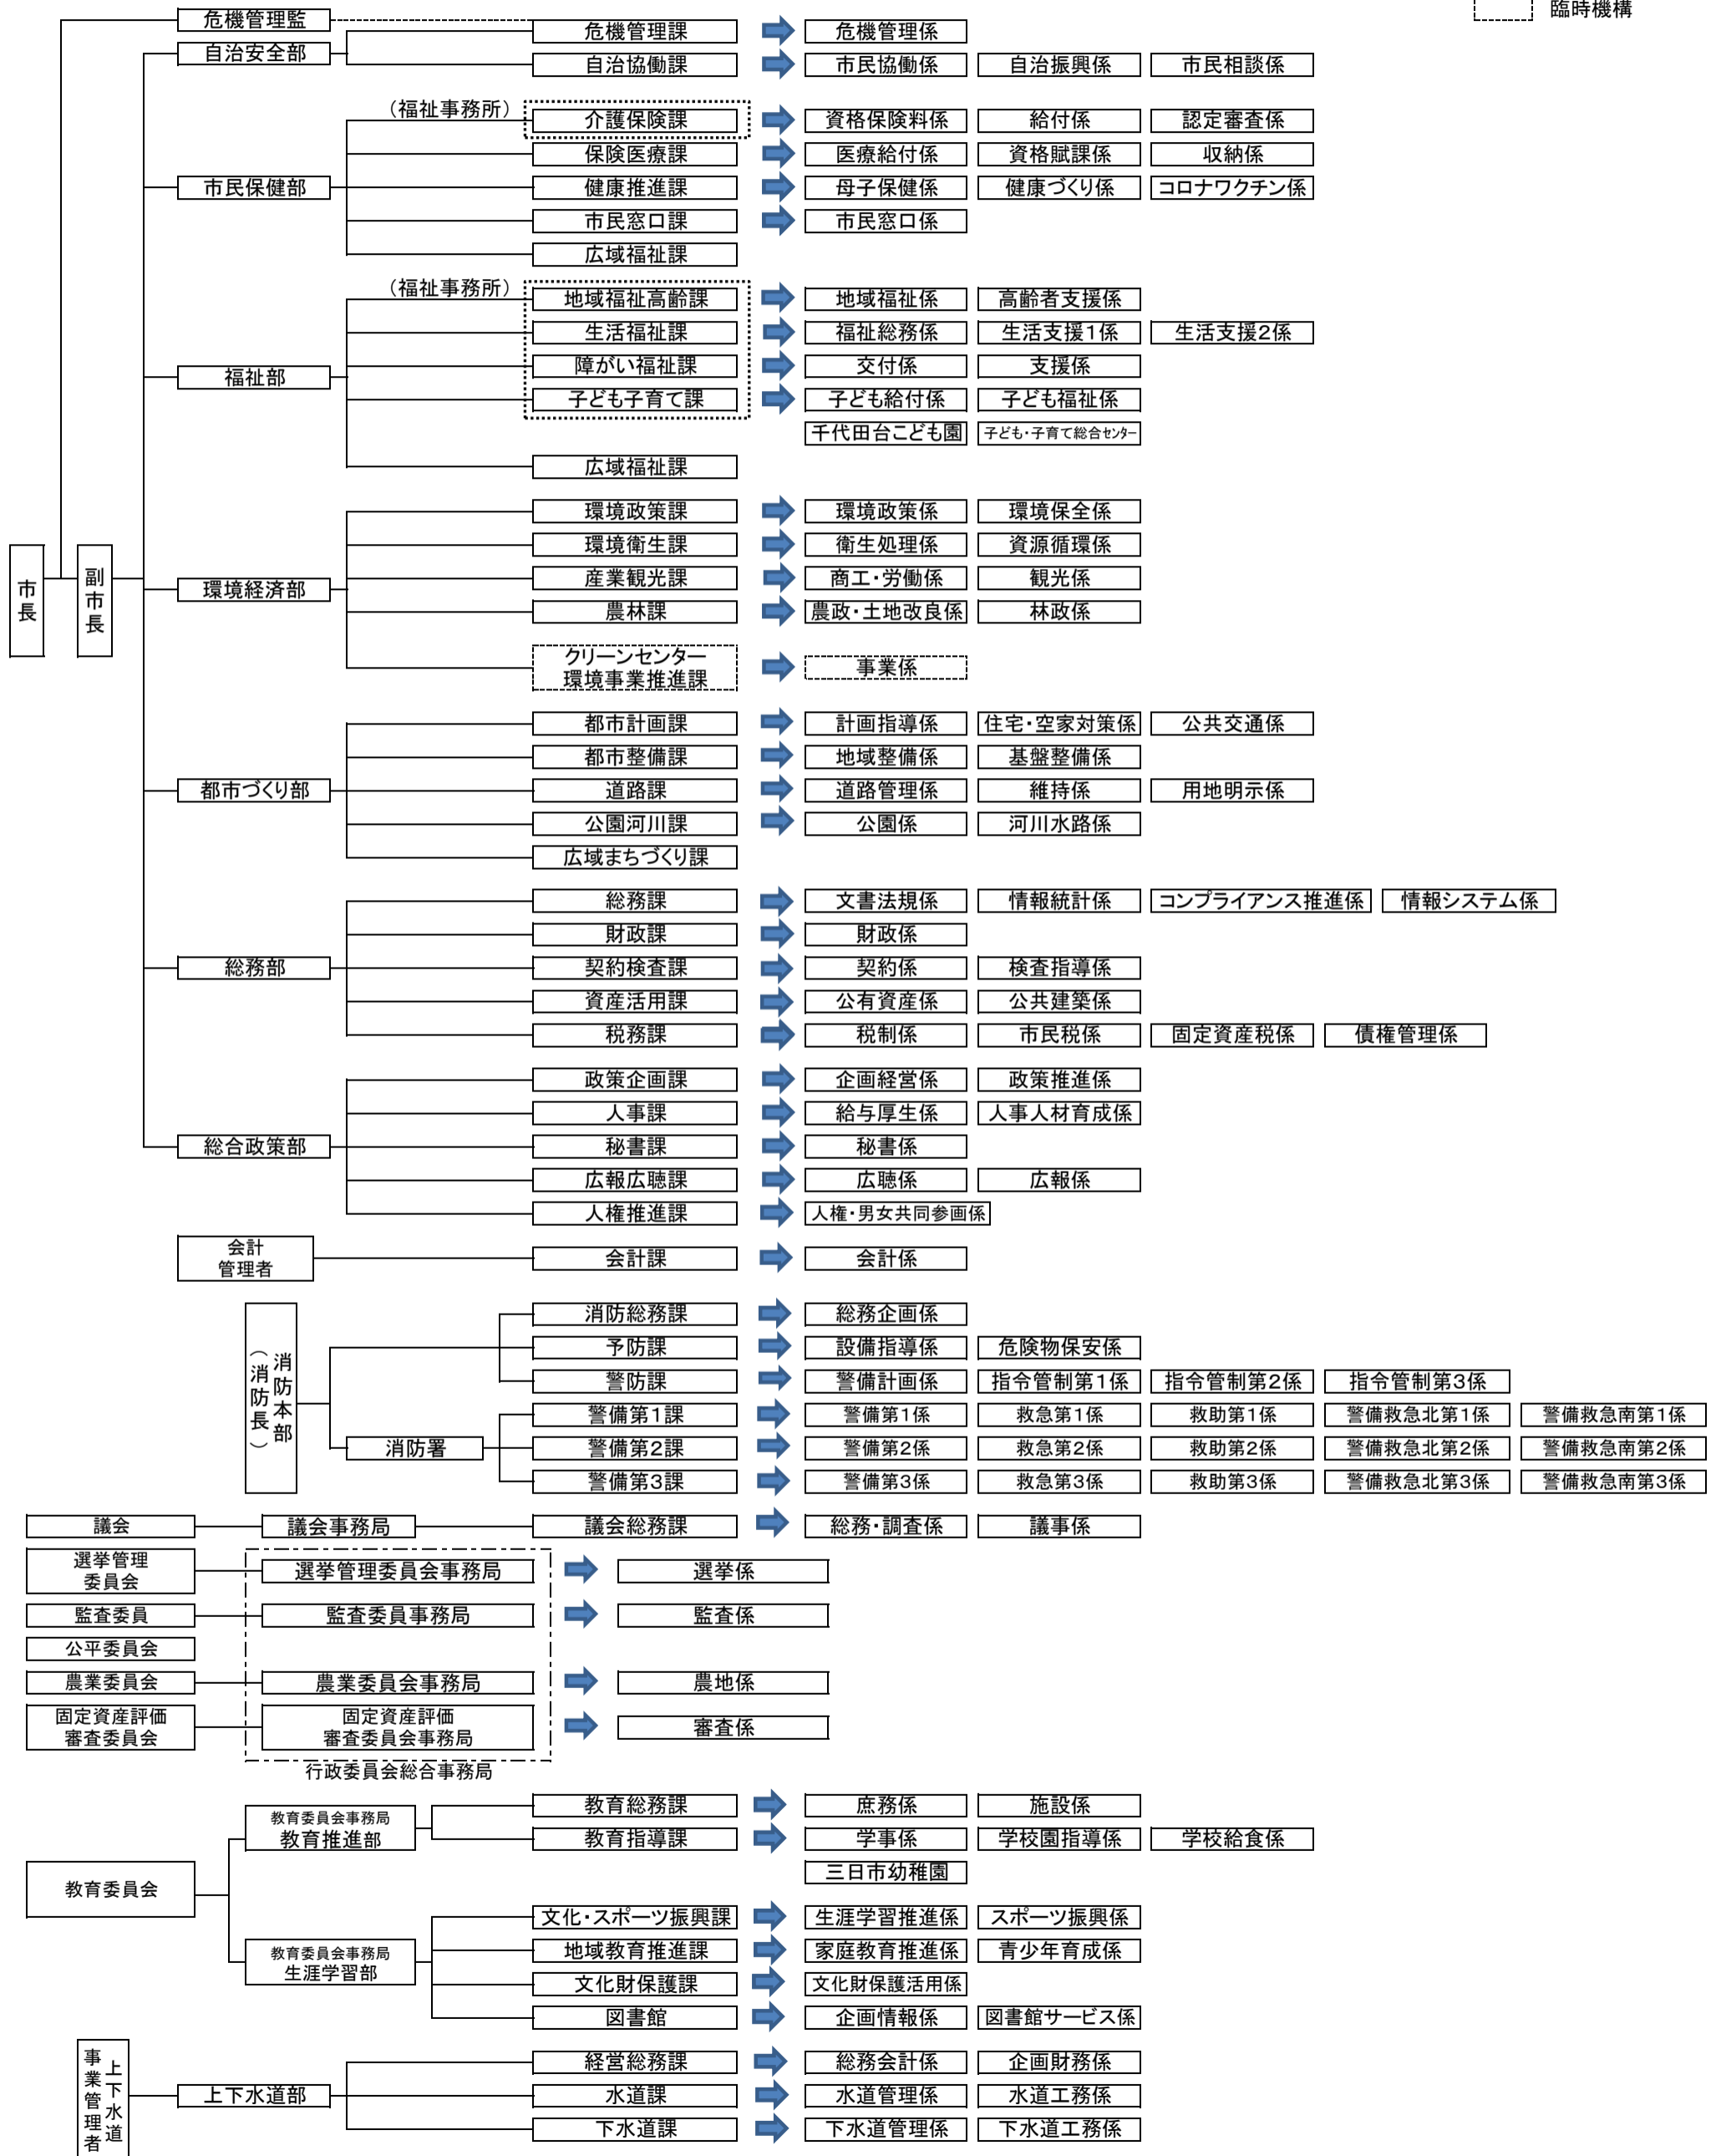 臨時機構
危機管理監
危機管理課 危機管理係
自治安全部
自治協働課 市民協働係 自治振興係 市民相談係
（福祉事務所）
介護保険課 資格保険料係 給付係 認定審査係
保険医療課 医療給付係 資格賦課係 収納係
市民保健部 健康推進課 母子保健係 健康づくり係 コロナワクチン係
市民窓口課 市民窓口係
広域福祉課
（福祉事務所）
地域福祉高齢課 地域福祉係 高齢者支援係
生活福祉課 福祉総務係 生活支援1係 生活支援2係
福祉部 障がい福祉課 交付係 支援係
子ども子育て課 子ども給付係 子ども福祉係
千代田台こども園 子ども・子育て総合センター
広域福祉課
環境政策課 環境政策係 環境保全係
環境衛生課 衛生処理係 資源循環係
市長
副市長
環境経済部 産業観光課 商工・労働係 観光係
農林課 農政・土地改良係 林政係
クリーンセンター
環境事業推進課 事業係
都市計画課 計画指導係 住宅・空家対策係 公共交通係
都市整備課 地域整備係 基盤整備係
都市づくり部 道路課 道路管理係 維持係 用地明示係
公園河川課 公園係 河川水路係
広域まちづくり課
総務課 文書法規係 情報統計係 コンプライアンス推進係 情報システム係
財政課 財政係
総務部 契約検査課 契約係 検査指導係
資産活用課 公有資産係 公共建築係
税務課 税制係 市民税係 固定資産税係 債権管理係
政策企画課 企画経営係 政策推進係
人事課 給与厚生係 人事人材育成係
総合政策部 秘書課 秘書係
広報広聴課 広聴係 広報係
人権推進課 人権・男女共同参画係
会計
管理者
会計課 会計係
消防本部
（消防長）
消防総務課 総務企画係
予防課 設備指導係 危険物保安係
警防課 警備計画係 指令管制第1係 指令管制第2係 指令管制第3係
警備第1課 警備第1係 救急第1係 救助第1係 警備救急北第1係 警備救急南第1係
消防署 警備第2課 警備第2係 救急第2係 救助第2係 警備救急北第2係 警備救急南第2係
警備第3課 警備第3係 救急第3係 救助第3係 警備救急北第3係 警備救急南第3係
議会 議会事務局 議会総務課 総務・調査係 議事係
選挙管理
委員会
選挙管理委員会事務局 選挙係
監査委員 監査委員事務局 監査係
公平委員会
農業委員会 農業委員会事務局 農地係
固定資産評価
審査委員会
固定資産評価
審査委員会事務局
審査係
行政委員会総合事務局
教育委員会
教育委員会事務局
教育推進部
教育総務課 庶務係 施設係
教育指導課 学事係 学校園指導係 学校給食係
三日市幼稚園
教育委員会事務局
生涯学習部
文化・スポーツ振興課 生涯学習推進係 スポーツ振興係
地域教育推進課 家庭教育推進係 青少年育成係
文化財保護課 文化財保護活用係
図書館 企画情報係 図書館サービス係
上下水道
事業管理者
経営総務課 総務会計係 企画財務係
上下水道部 水道課 水道管理係 水道工務係
下水道課 下水道管理係 下水道工務係